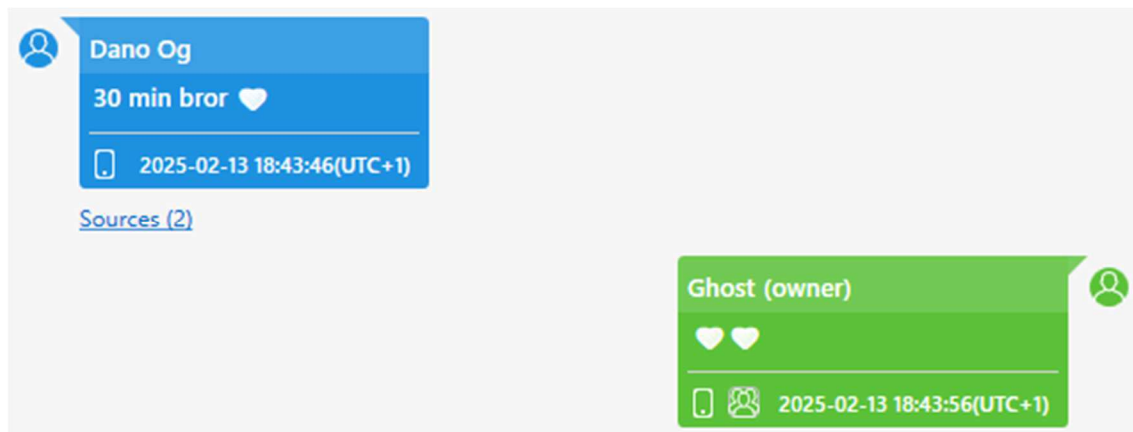 Dano Og
30 min bror 🤍
2025-02-13 18:43:46(UTC+1)
Sources (2)
Ghost (owner)
🤍🤍
2025-02-13 18:43:56(UTC+1)